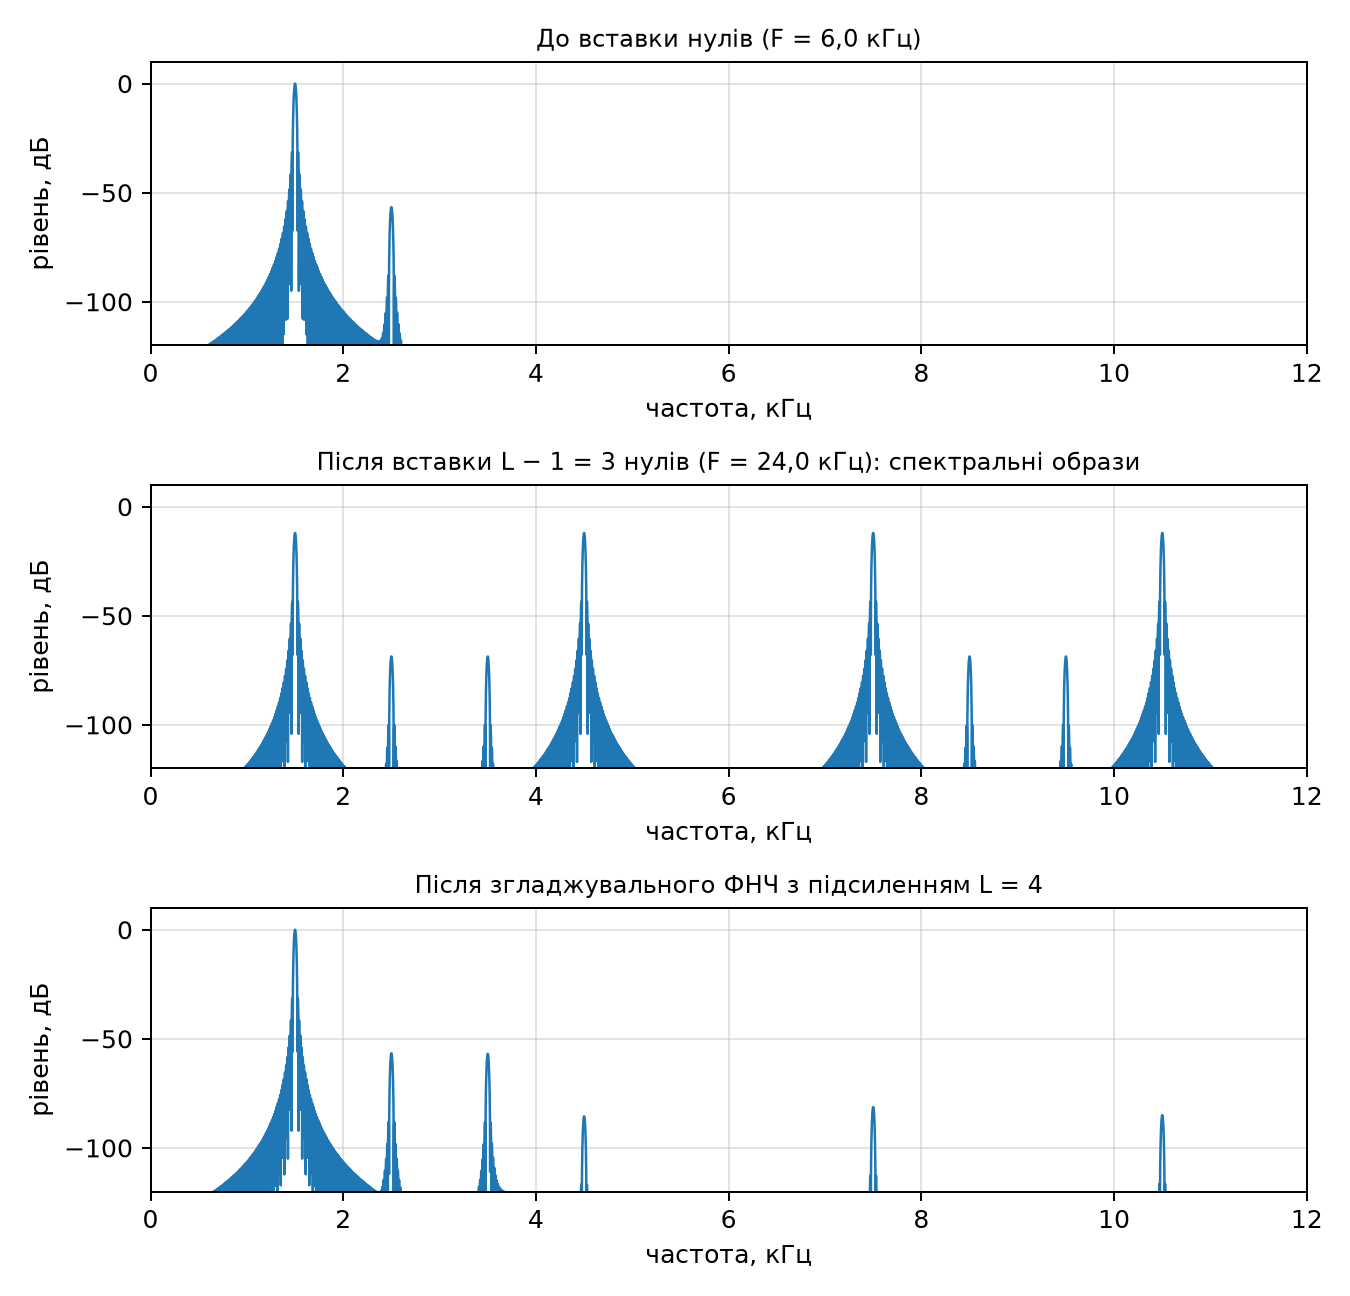 До вставки нулів (F = 6,0 кГц)
0
−50
−100
рівень, дБ
0 2 4 6 8 10 12
частота, кГц
Після вставки L − 1 = 3 нулів (F = 24,0 кГц): спектральні образи
0
−50
−100
рівень, дБ
0 2 4 6 8 10 12
частота, кГц
Після згладжувального ФНЧ з підсиленням L = 4
0
−50
−100
рівень, дБ
0 2 4 6 8 10 12
частота, кГц